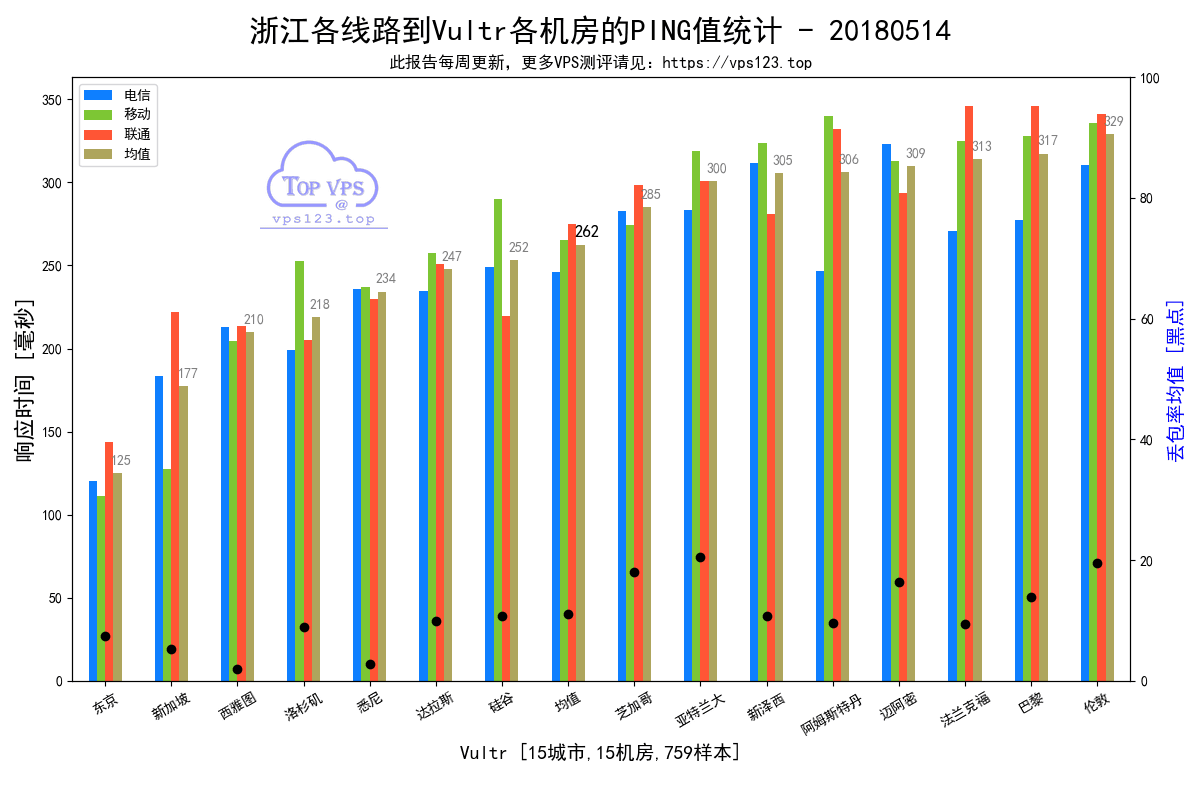 浙江各线路到Vultr各机房的PING值统计 - 20180514
此报告每周更新，更多VPS测评请见：https://vps123.top
电信
移动
联通
均值
TOP VPS
@
vps123.top
响应时间 [毫秒]
350
300
250
200
150
100
50
0
125
177
210
218
234
247
252
262
285
300
305
306
309
313
317
329
100
80
60
40
20
0
丢包率均值 [黑点]
东京
新加坡
西雅图
洛杉矶
悉尼
达拉斯
硅谷
均值
芝加哥
亚特兰大
新泽西
阿姆斯特丹
迈阿密
法兰克福
巴黎
伦敦
Vultr [15城市,15机房,759样本]